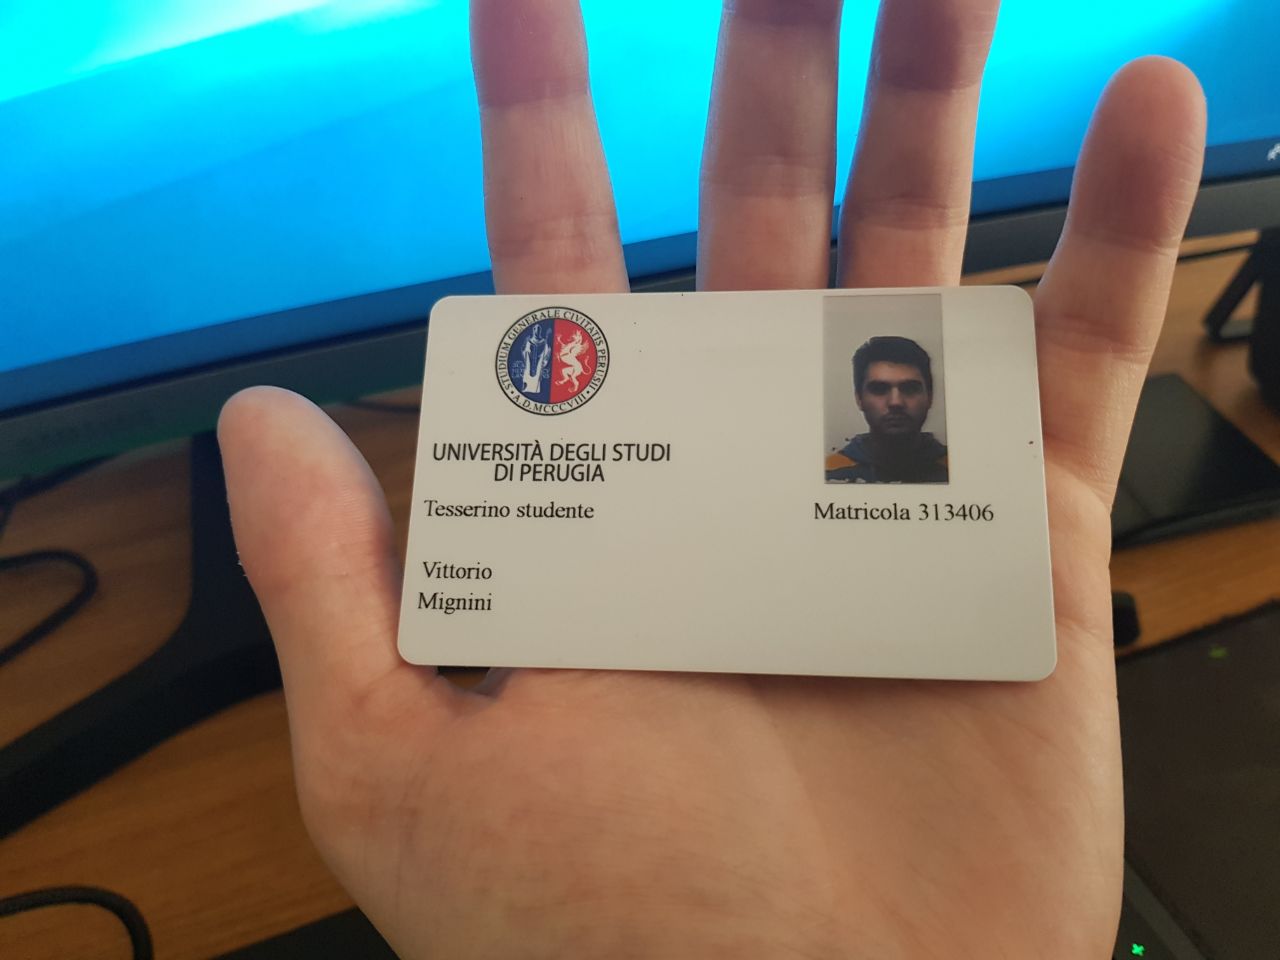 STUDIUM GENERALE CIVITATIS PERUSII
A.D. MCCCVIII
UNIVERSITÀ DEGLI STUDI
DI PERUGIA
Tesserino studente
Matricola 313406
Vittorio
Mignini